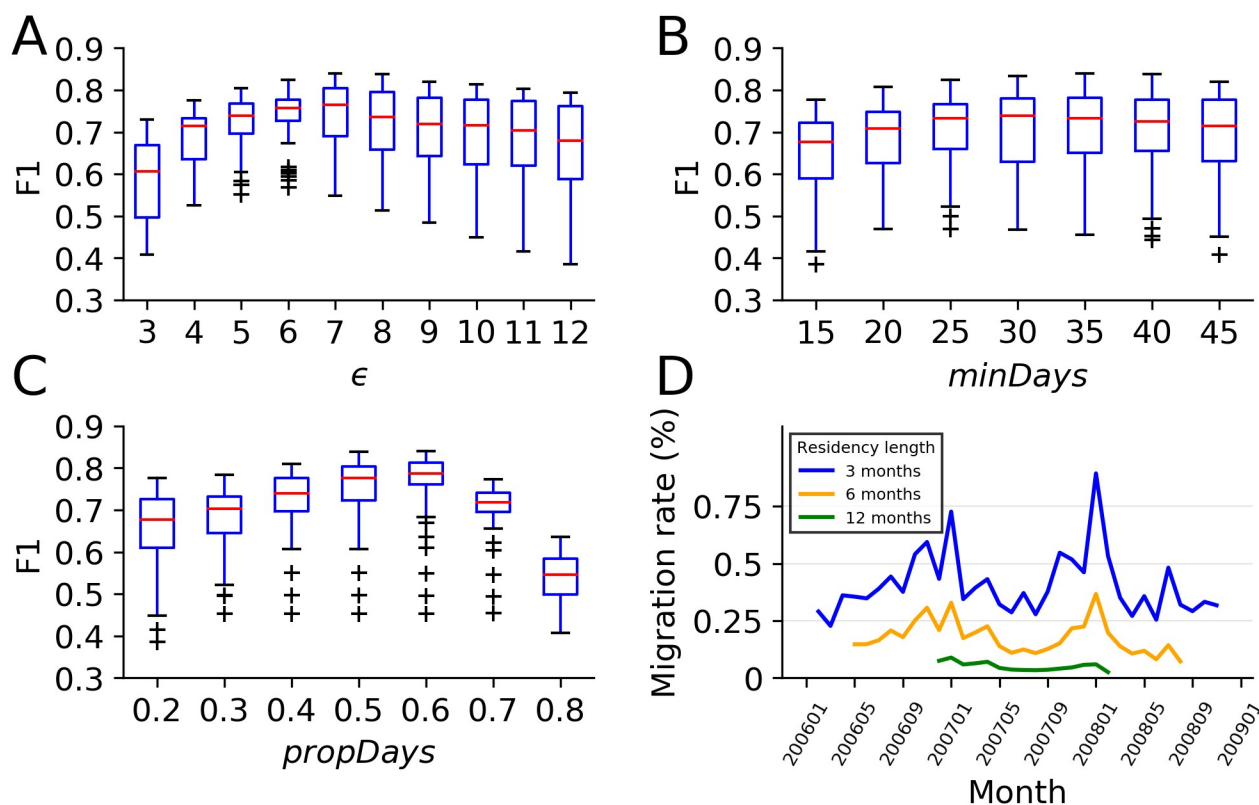 A
0.9
0.8
0.7
0.6
0.5
0.4
0.3
F1
3 4 5 6 7 8 9 10 11 12
ϵ
B
0.9
0.8
0.7
0.6
0.5
0.4
0.3
F1
15 20 25 30 35 40 45
minDays
C
0.9
0.8
0.7
0.6
0.5
0.4
0.3
F1
0.2 0.3 0.4 0.5 0.6 0.7 0.8
propDays
D
Migration rate (%)
0.75
0.5
0.25
0
Residency length
3 months
6 months
12 months
200601 200605 200609 200701 200705 200709 200801 200805 200809 200901
Month